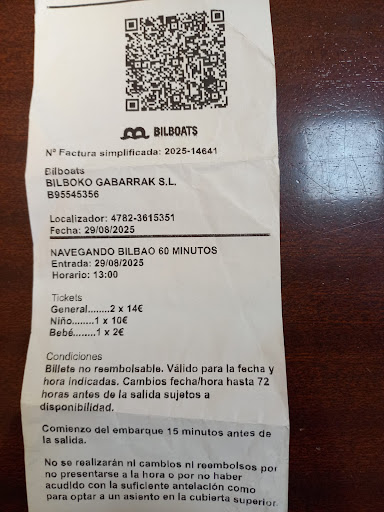 BILBOATS
Nº Factura simplificada: 2025-14641
Bilboats
BILBOKO GABARRAK S.L.
B95545356
Localizador: 4782-3615351
Fecha: 29/08/2025
NAVEGANDO BILBAO 60 MINUTOS
Entrada: 29/08/2025
Horario: 13:00
Tickets
General........2 x 14€
Niño........1 x 10€
Bebé........1 x 2€
Condiciones
Billete no reembolsable. Válido para la fecha y
hora indicadas. Cambios fecha/hora hasta 72
horas antes de la salida sujetos a
disponibilidad.
Comienzo del embarque 15 minutos antes de
la salida.
No se realizarán ni cambios ni reembolsos por
no presentarse a la hora o por no haber
acudido con la suficiente antelación como
para optar a un asiento en la cubierta superior.